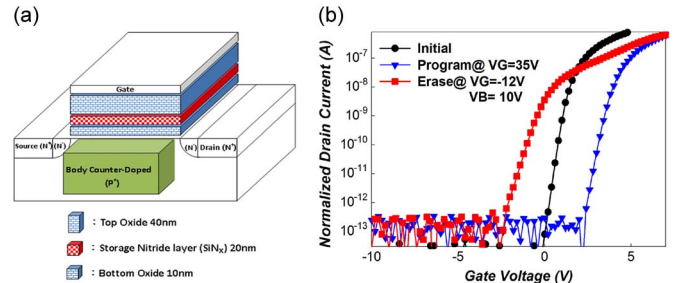 (a)
Gate
Source (N⁺)
(N⁻)
(N⁻)
Drain (N⁺)
Body Counter-Doped
(P⁺)
: Top Oxide 40nm
: Storage Nitride layer (SiNₓ) 20nm
: Bottom Oxide 10nm
(b)
Normalized Drain Current (A)
10⁻⁷
10⁻⁸
10⁻⁹
10⁻¹⁰
10⁻¹¹
10⁻¹²
10⁻¹³
Initial
Program@ VG=35V
Erase@ VG=-12V
VB= 10V
-10 -5 0 5
Gate Voltage (V)